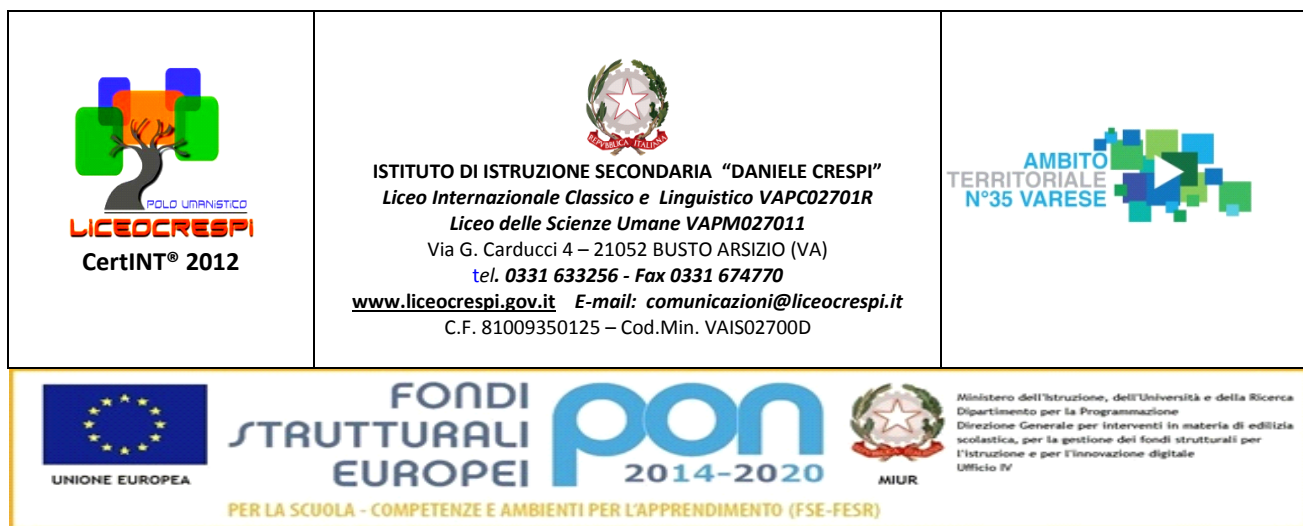 POLO UMANISTICO
LICEOCRESPI
CertINT® 2012
REPVBBLICA ITALIANA
ISTITUTO DI ISTRUZIONE SECONDARIA "DANIELE CRESPI"
Liceo Internazionale Classico e Linguistico VAPC02701R
Liceo delle Scienze Umane VAPM027011
Via G. Carducci 4 – 21052 BUSTO ARSIZIO (VA)
tel. 0331 633256 - Fax 0331 674770
www.liceocrespi.gov.it E-mail: comunicazioni@liceocrespi.it
C.F. 81009350125 – Cod.Min. VAIS02700D
AMBITO
TERRITORIALE
N°35 VARESE
UNIONE EUROPEA
FONDI
STRUTTURALI
EUROPEI
pon
2014-2020
MIUR
Ministero dell'Istruzione, dell'Università e della Ricerca
Dipartimento per la Programmazione
Direzione Generale per interventi in materia di edilizia
scolastica, per la gestione dei fondi strutturali per
l'istruzione e per l'innovazione digitale
Ufficio IV
PER LA SCUOLA - COMPETENZE E AMBIENTI PER L'APPRENDIMENTO (FSE-FESR)